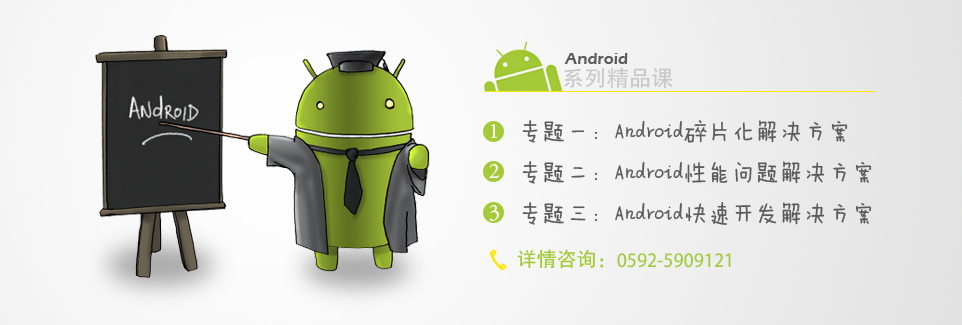 ANdROID
Android
系列精品课
1 专题一：Android碎片化解决方案
2 专题二：Android性能问题解决方案
3 专题三：Android快速开发解决方案
详情咨询：0592-5909121